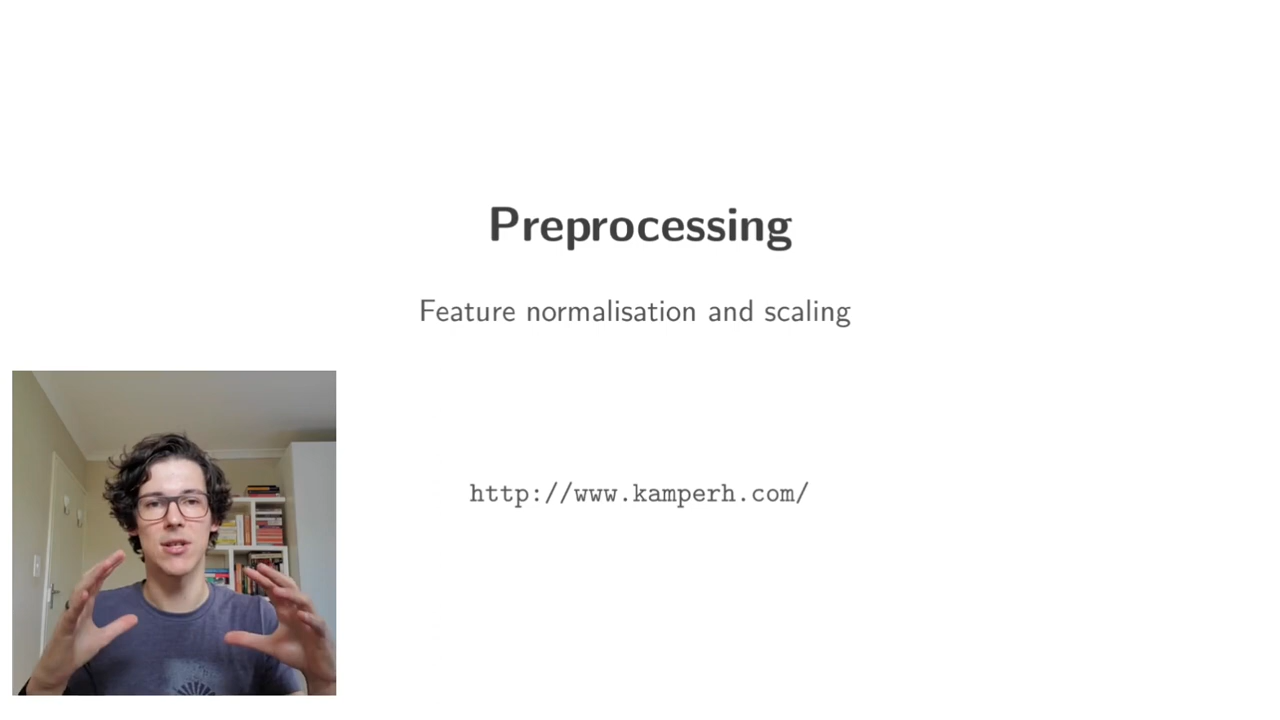 Preprocessing
Feature normalisation and scaling
http://www.kamperh.com/